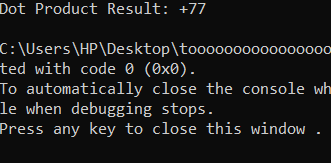 Dot Product Result: +77
C:\Users\HP\Desktop\toooooooooooooooo
ted with code 0 (0x0).
To automatically close the console wh
le when debugging stops.
Press any key to close this window .